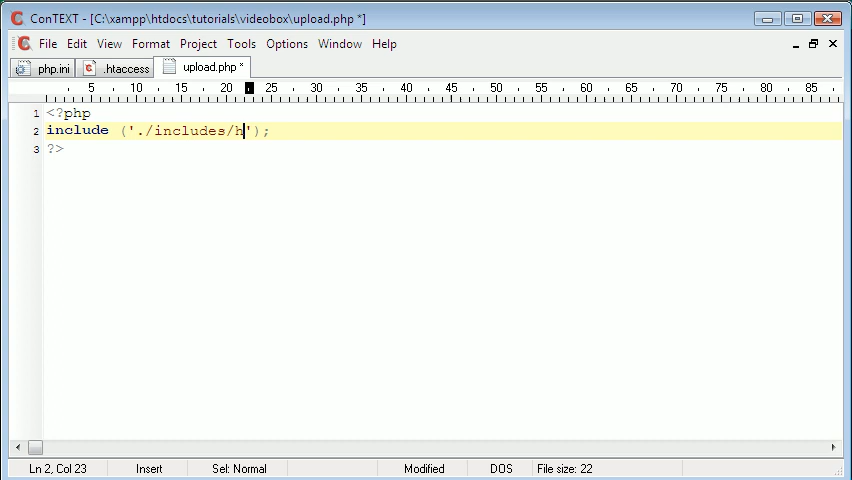 ConTEXT - [C:\xampp\htdocs\tutorials\videobox\upload.php *]
File Edit View Format Project Tools Options Window Help
php.ini .htaccess upload.php *
5 10 15 20 25 30 35 40 45 50 55 60 65 70 75 80 85
1 <?php
2 include ('./includes/h');
3 ?>
Ln 2, Col 23 Insert Sel: Normal Modified DOS File size: 22